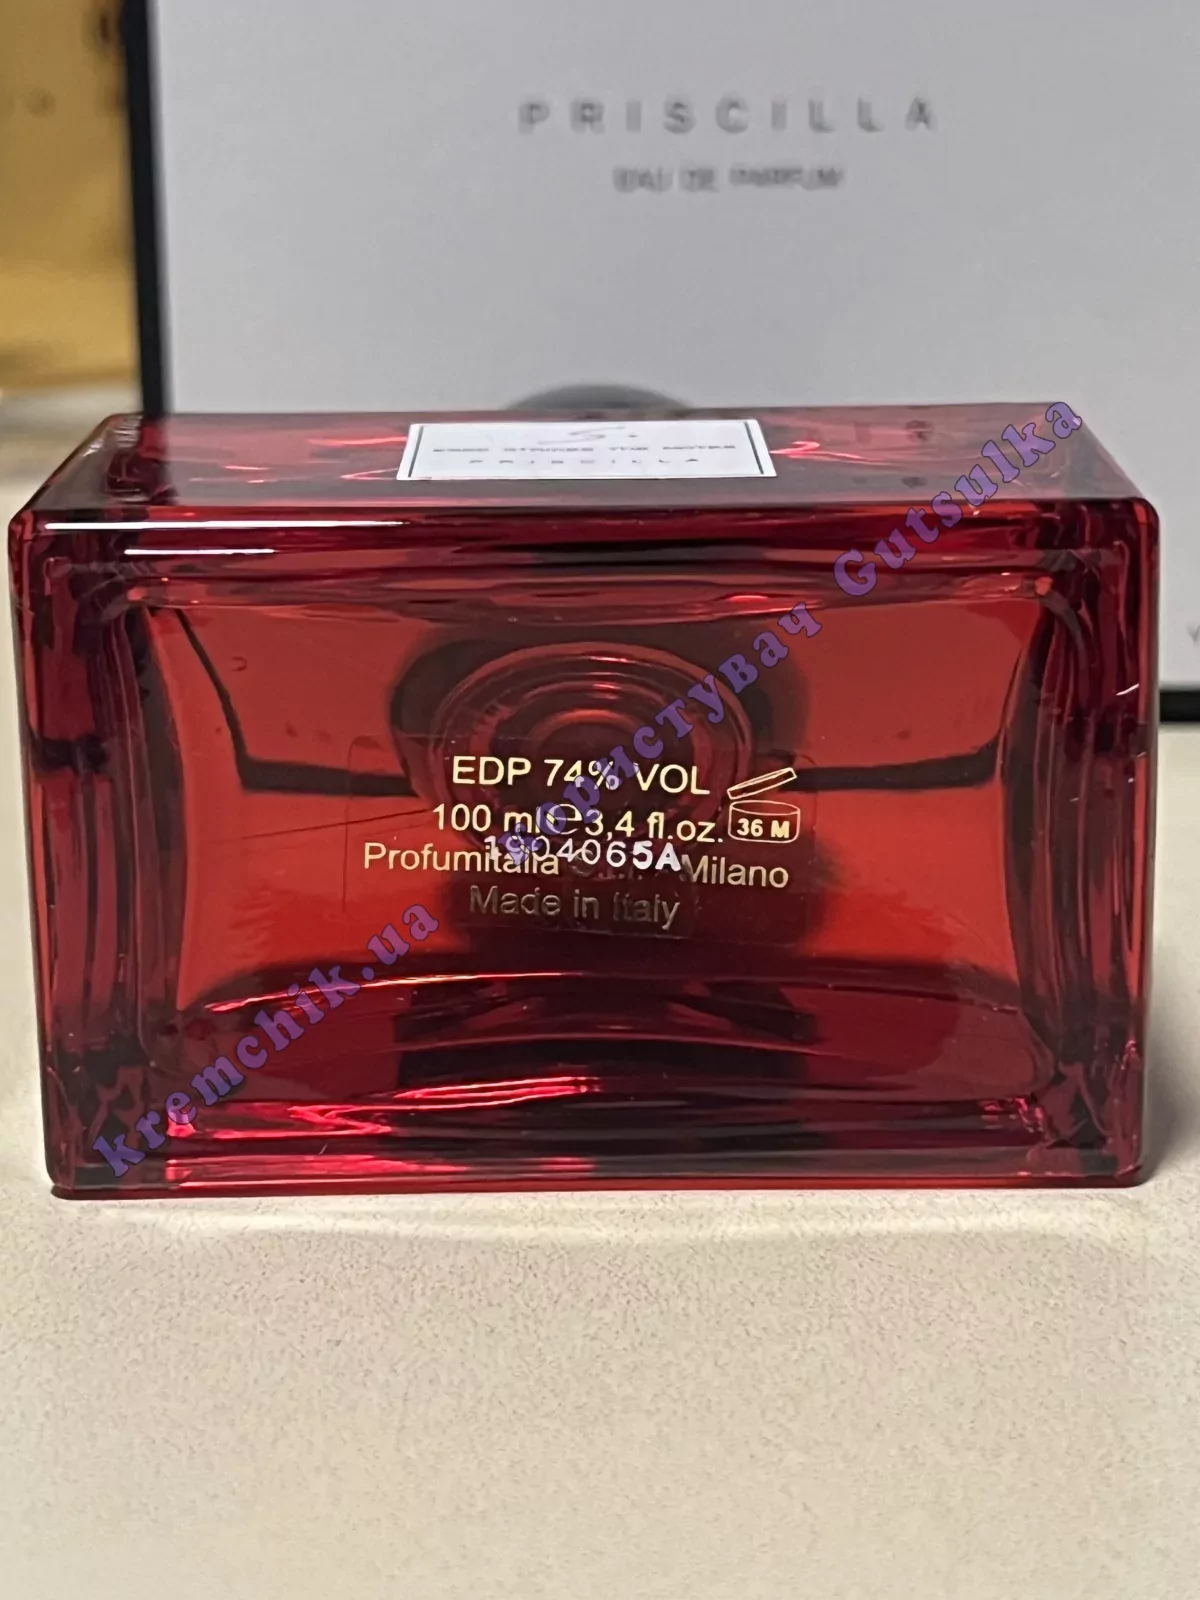 PRISCILLA
EAU DE PARFUM
PRISCILLA
EDP 74% VOL
100 ml e 3,4 fl.oz.
36 M
1904065A
Profumitalia Milano
Made in Italy
kremchik.ua користувач Gutsulka